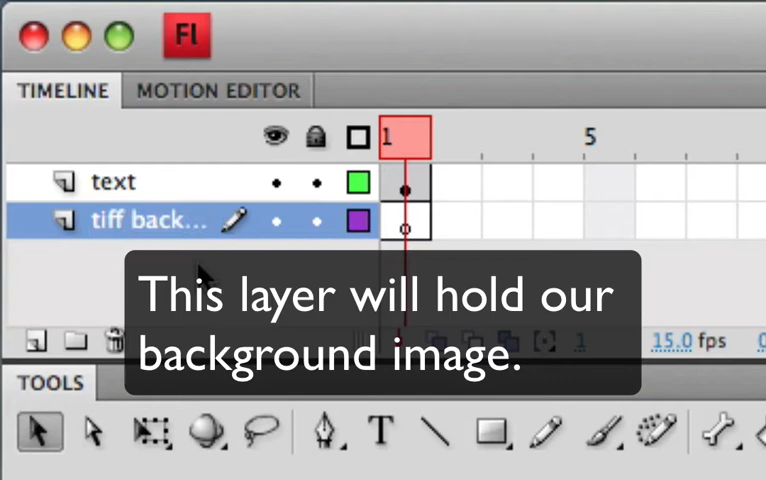 Fl
TIMELINE MOTION EDITOR
1 5
text
tiff back...
This layer will hold our
background image.
1 15.0 fps
TOOLS
T